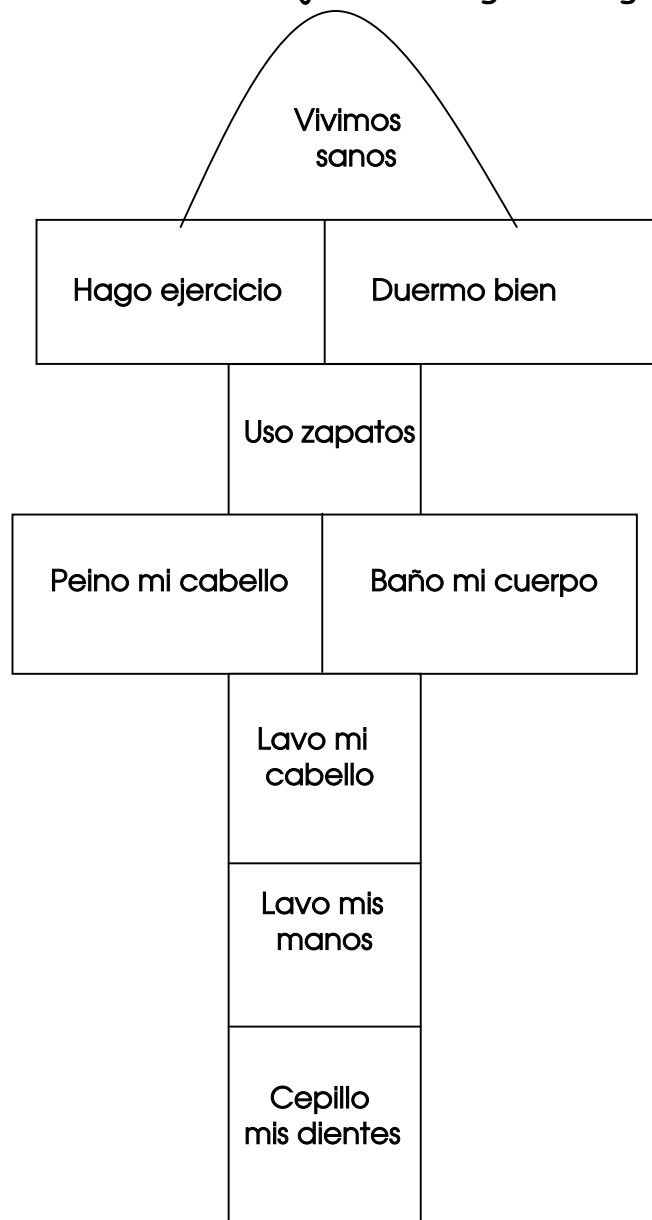 Vivimos
sanos
Hago ejercicio
Duermo bien
Uso zapatos
Peino mi cabello
Baño mi cuerpo
Lavo mi
cabello
Lavo mis
manos
Cepillo
mis dientes